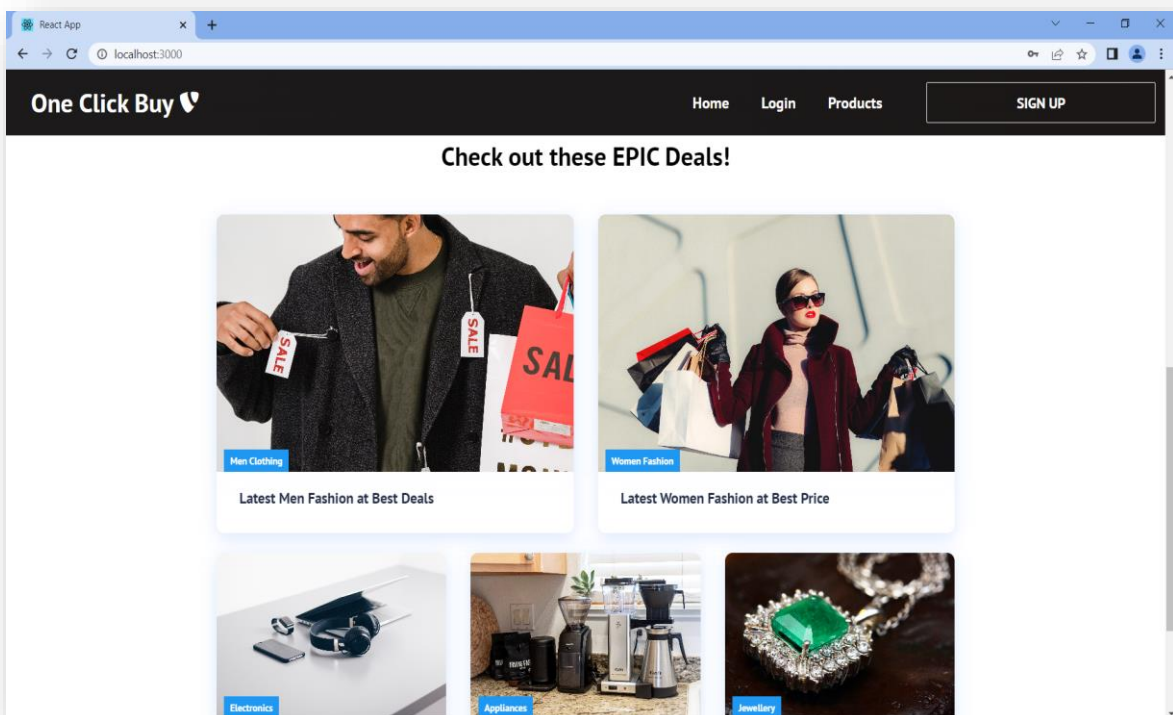 React App
localhost:3000
One Click Buy
Home Login Products SIGN UP
Check out these EPIC Deals!
SALE
SALE
SAL
Men Clothing
Women Fashion
Latest Men Fashion at Best Deals
Latest Women Fashion at Best Price
Electronics
Appliances
Jewellery